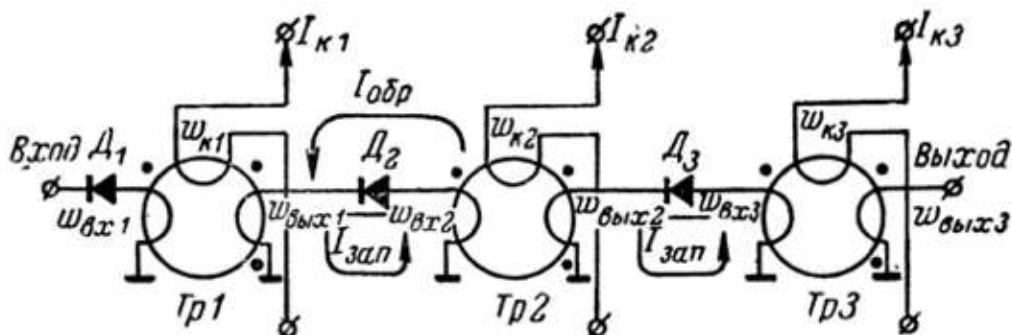 Iк1
Iк2
Iк3
Iобр
wк1
wк2
wк3
Вход
Д1
Д2
Д3
Выход
wвх1
wвых1
wвх2
wвых2
wвх3
wвых3
Iзап
Iзап
Тр1
Тр2
Тр3